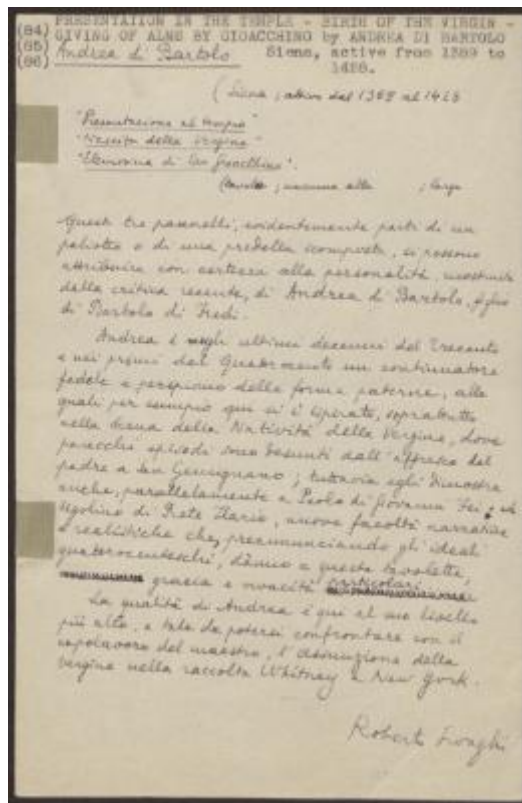 PRESENTATION IN THE TEMPLE - BIRTH OF THE VIRGIN -
(84) GIVING OF ALMS BY GIOACCHINO by ANDREA DI BARTOLO
(85) Andrea di Bartolo Siena, active from 1389 to
(86) 1428.
(Siena; attivo dal 1389 al 1428
"Presentazione al tempio"
"Nascita della Vergine"
"Elemosina di San Gioacchino".
(tavole; ciascuna alta ; larga
Questi tre pannelli, evidentemente parti di un
paliotto o di una predella scomposta, si possono
attribuire con certezza alla personalità, ricostruita
dalla critica recente, di Andrea di Bartolo, figlio
di Bartolo di Fredi.
Andrea è negli ultimi decenni del Trecento
e nei primi del Quattrocento un continuatore
fedele e delle forme paterne, alle
quali per esempio qui si è ispirato, soprattutto
nella scena della Natività della Vergine, dove
parecchi episodi sono desunti dall'affresco del
padre a San Gimignano; tuttavia egli dimostra
anche, parallelamente a Paolo di Giovanni Fei e ad
Ugolino di Prete Ilario, nuove facoltà narrative
e realistiche che, preannunciando gli ideali
quattrocenteschi, danno a queste tavolette,
grazia e vivacità particolari.
La qualità di Andrea è qui al suo livello
più alto, e tale da potersi confrontare con il
capolavoro del maestro, l'Assunzione della
Vergine nella raccolta Whitney a New York.
Roberto Longhi